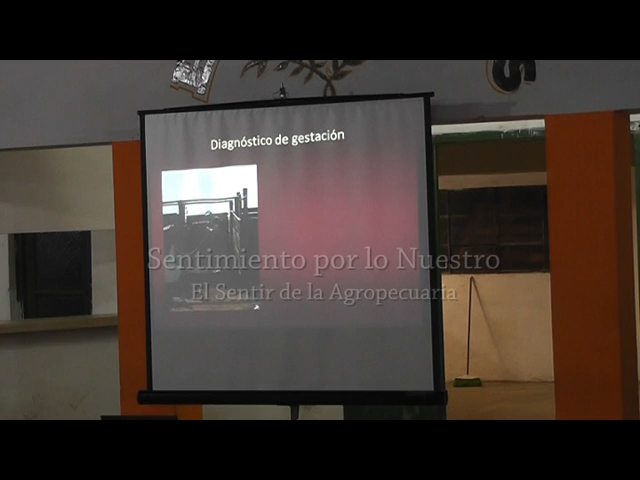 Diagnóstico de gestación
Sentimiento por lo Nuestro
El Sentir de la Agropecuaria